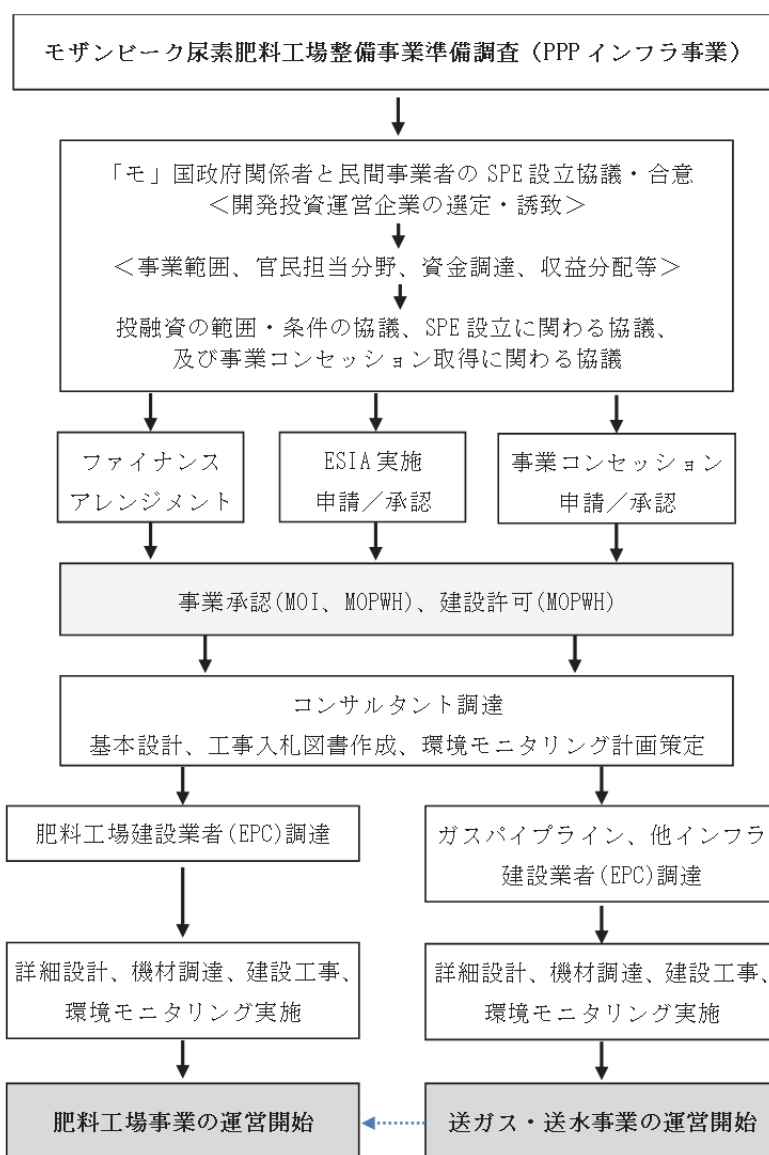 モザンビーク尿素肥料工場整備事業準備調査（PPPインフラ事業）
「モ」国政府関係者と民間事業者のSPE設立協議・合意
＜開発投資運営企業の選定・誘致＞
＜事業範囲、官民担当分野、資金調達、収益分配等＞
投融資の範囲・条件の協議、SPE設立に関わる協議、
及び事業コンセッション取得に関わる協議
ファイナンス
アレンジメント
ESIA実施
申請／承認
事業コンセッション
申請／承認
事業承認(MOI、MOPWH)、建設許可(MOPWH)
コンサルタント調達
基本設計、工事入札図書作成、環境モニタリング計画策定
肥料工場建設業者(EPC)調達
ガスパイプライン、他インフラ
建設業者(EPC)調達
詳細設計、機材調達、建設工事、
環境モニタリング実施
詳細設計、機材調達、建設工事、
環境モニタリング実施
肥料工場事業の運営開始
送ガス・送水事業の運営開始